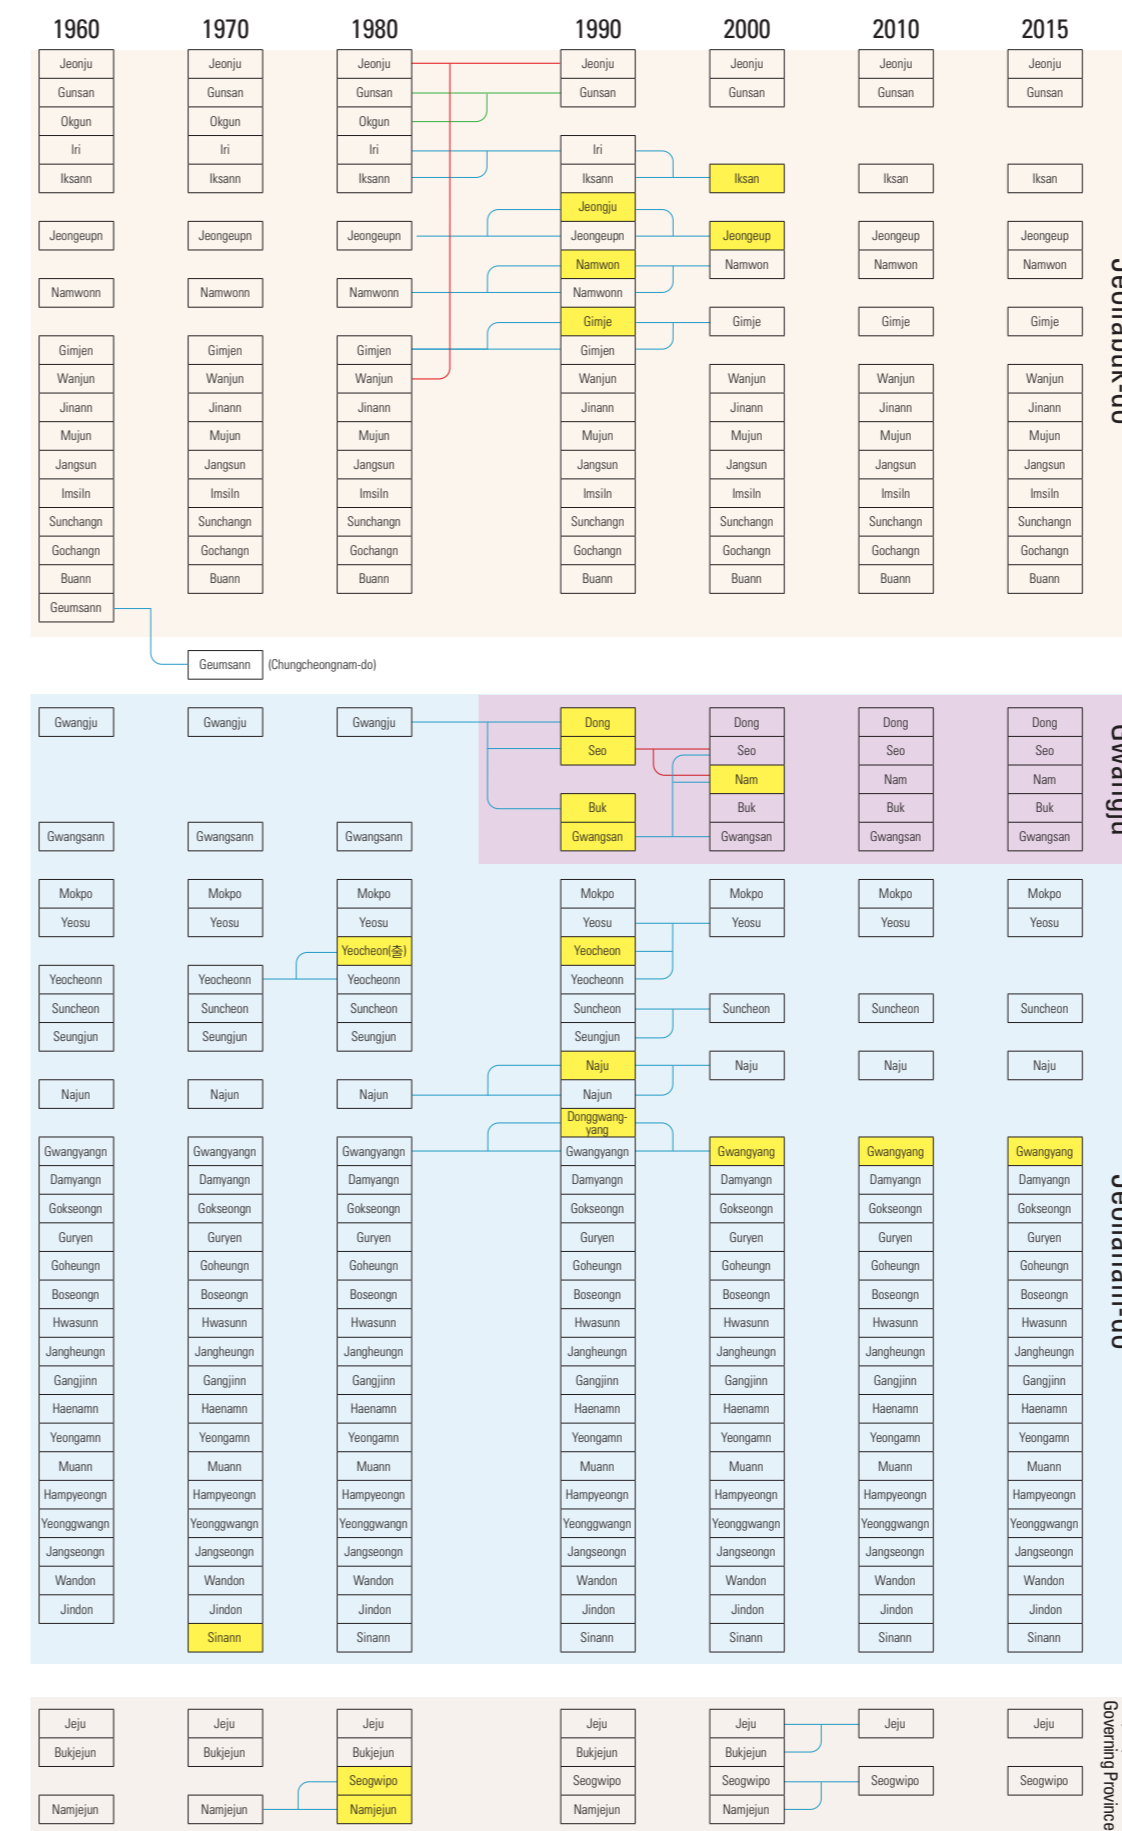 1960 1970 1980 1990 2000 2010 2015
Jeonju Jeonju Jeonju Jeonju Jeonju Jeonju Jeonju
Gunsan Gunsan Gunsan Gunsan Gunsan Gunsan Gunsan
Okgun Okgun Okgun
Iri Iri Iri Iri
Iksann Iksann Iksann Iksann Iksan Iksan Iksan
Jeongju
Jeongeupn Jeongeupn Jeongeupn Jeongeupn Jeongeup Jeongeup Jeongeup
Namwon Namwon Namwon Namwon
Namwonn Namwonn Namwonn Namwonn
Gimje Gimje Gimje Gimje
Gimjen Gimjen Gimjen Gimjen
Wanjun Wanjun Wanjun Wanjun Wanjun Wanjun Wanjun
Jinann Jinann Jinann Jinann Jinann Jinann Jinann
Mujun Mujun Mujun Mujun Mujun Mujun Mujun
Jangsun Jangsun Jangsun Jangsun Jangsun Jangsun Jangsun
Imsiln Imsiln Imsiln Imsiln Imsiln Imsiln Imsiln
Sunchangn Sunchangn Sunchangn Sunchangn Sunchangn Sunchangn Sunchangn
Gochangn Gochangn Gochangn Gochangn Gochangn Gochangn Gochangn
Buann Buann Buann Buann Buann Buann Buann
Geumsann
Geumsann (Chungcheongnam-do)
Jeollabuk-do
Gwangju Gwangju Gwangju Dong Dong Dong Dong
Seo Seo Seo Seo
Nam Nam Nam
Buk Buk Buk Buk
Gwangsann Gwangsann Gwangsann Gwangsan Gwangsan Gwangsan Gwangsan
Gwangju
Mokpo Mokpo Mokpo Mokpo Mokpo Mokpo Mokpo
Yeosu Yeosu Yeosu Yeosu Yeosu Yeosu Yeosu
Yeocheon(출) Yeocheon
Yeocheonn Yeocheonn Yeocheonn Yeocheonn
Suncheon Suncheon Suncheon Suncheon Suncheon Suncheon Suncheon
Seungjun Seungjun Seungjun Seungjun
Naju Naju Naju Naju
Najun Najun Najun Najun
Donggwang-
yang
Gwangyangn Gwangyangn Gwangyangn Gwangyangn Gwangyang Gwangyang Gwangyang
Damyangn Damyangn Damyangn Damyangn Damyangn Damyangn Damyangn
Gokseongn Gokseongn Gokseongn Gokseongn Gokseongn Gokseongn Gokseongn
Guryen Guryen Guryen Guryen Guryen Guryen Guryen
Goheungn Goheungn Goheungn Goheungn Goheungn Goheungn Goheungn
Boseongn Boseongn Boseongn Boseongn Boseongn Boseongn Boseongn
Hwasunn Hwasunn Hwasunn Hwasunn Hwasunn Hwasunn Hwasunn
Jangheungn Jangheungn Jangheungn Jangheungn Jangheungn Jangheungn Jangheungn
Gangjinn Gangjinn Gangjinn Gangjinn Gangjinn Gangjinn Gangjinn
Haenamn Haenamn Haenamn Haenamn Haenamn Haenamn Haenamn
Yeongamn Yeongamn Yeongamn Yeongamn Yeongamn Yeongamn Yeongamn
Muann Muann Muann Muann Muann Muann Muann
Hampyeongn Hampyeongn Hampyeongn Hampyeongn Hampyeongn Hampyeongn Hampyeongn
Yeonggwangn Yeonggwangn Yeonggwangn Yeonggwangn Yeonggwangn Yeonggwangn Yeonggwangn
Jangseongn Jangseongn Jangseongn Jangseongn Jangseongn Jangseongn Jangseongn
Wandon Wandon Wandon Wandon Wandon Wandon Wandon
Jindon Jindon Jindon Jindon Jindon Jindon Jindon
Sinann Sinann Sinann Sinann Sinann Sinann
Jeollanam-do
Jeju Jeju Jeju Jeju Jeju Jeju Jeju
Bukjejun Bukjejun Bukjejun Bukjejun Bukjejun
Seogwipo Seogwipo Seogwipo Seogwipo Seogwipo
Namjejun Namjejun Namjejun Namjejun Namjejun
Governing Province